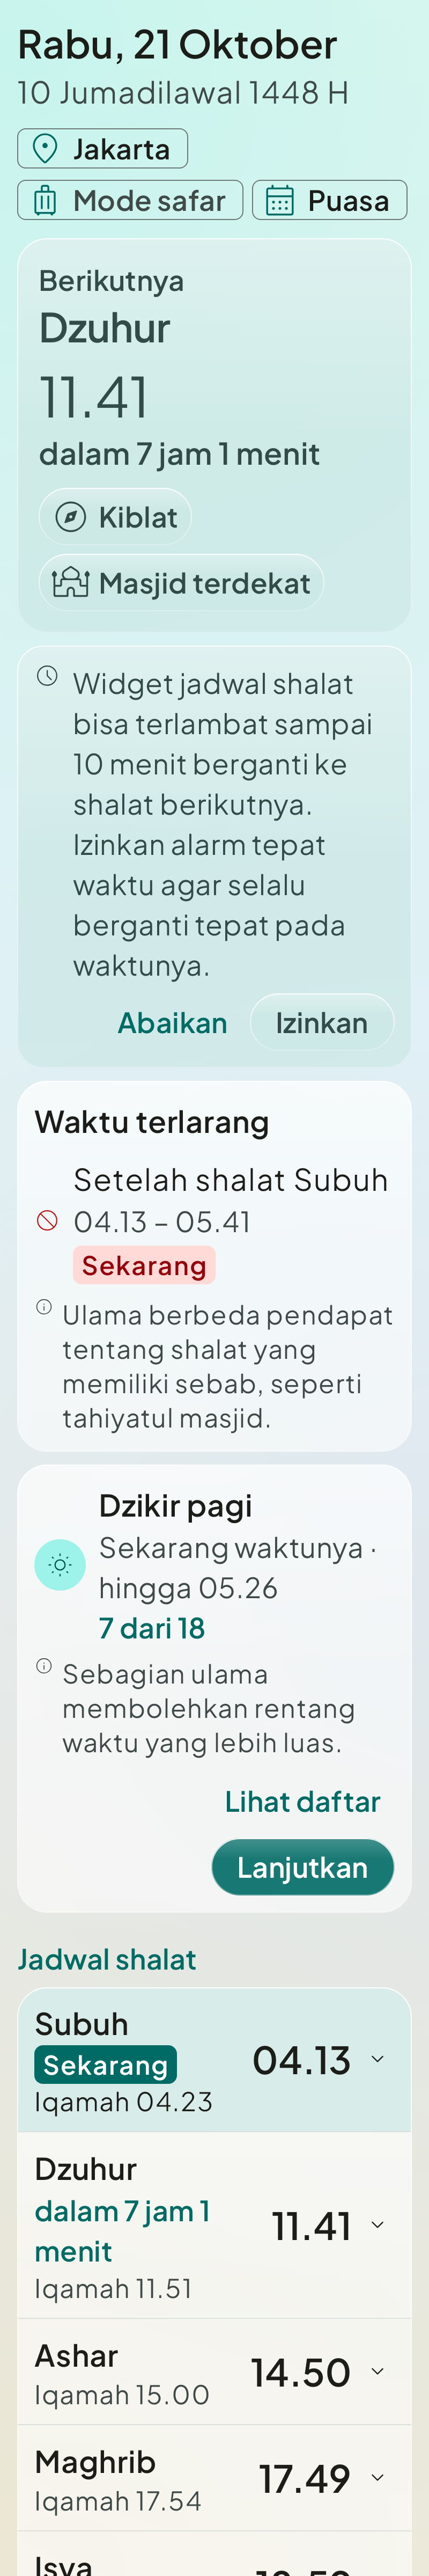 Rabu, 21 Oktober
10 Jumadilawal 1448 H
Jakarta
Mode safar
Puasa
Berikutnya
Dzuhur
11.41
dalam 7 jam 1 menit
Kiblat
Masjid terdekat
Widget jadwal shalat
bisa terlambat sampai
10 menit berganti ke
shalat berikutnya.
Izinkan alarm tepat
waktu agar selalu
berganti tepat pada
waktunya.
Abaikan
Izinkan
Waktu terlarang
Setelah shalat Subuh
04.13 – 05.41
Sekarang
Ulama berbeda pendapat
tentang shalat yang
memiliki sebab, seperti
tahiyatul masjid.
Dzikir pagi
Sekarang waktunya ·
hingga 05.26
7 dari 18
Sebagian ulama
membolehkan rentang
waktu yang lebih luas.
Lihat daftar
Lanjutkan
Jadwal shalat
Subuh
Sekarang
04.13
Iqamah 04.23
Dzuhur
dalam 7 jam 1
menit
11.41
Iqamah 11.51
Ashar
14.50
Iqamah 15.00
Maghrib
17.49
Iqamah 17.54
Isya